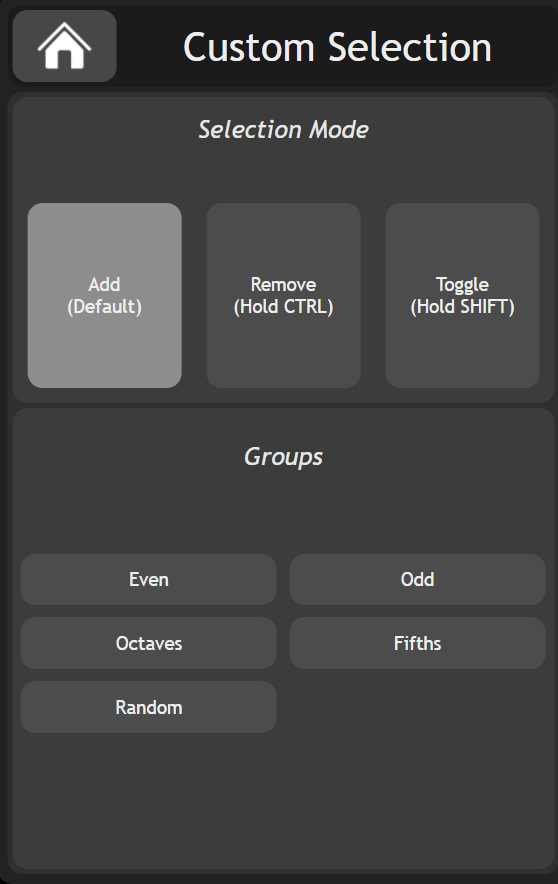 Custom Selection
Selection Mode
Add
(Default)
Remove
(Hold CTRL)
Toggle
(Hold SHIFT)
Groups
Even
Odd
Octaves
Fifths
Random